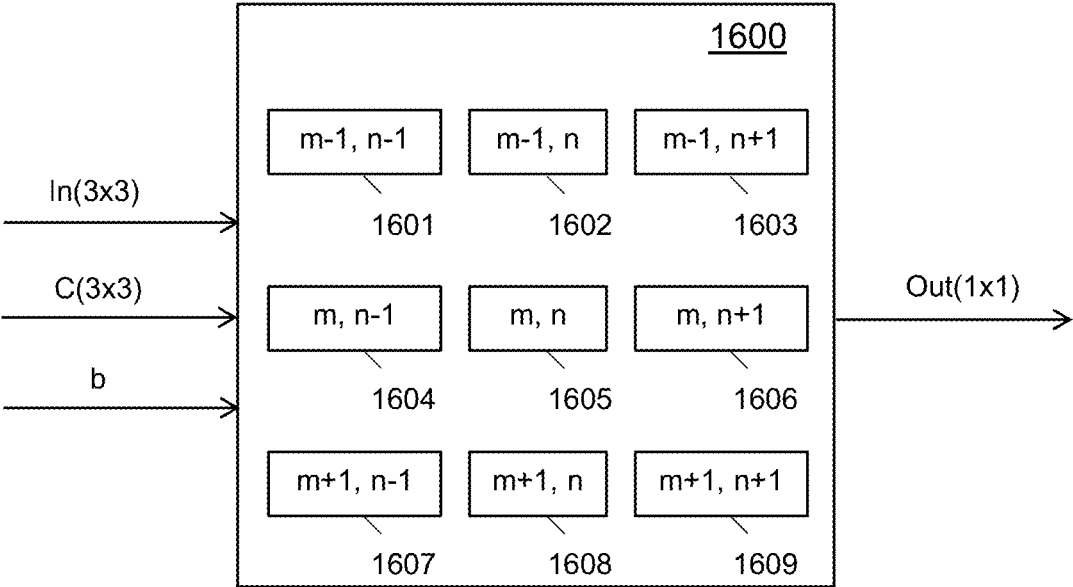 1600
m-1, n-1 m-1, n m-1, n+1
In(3x3)
1601 1602 1603
C(3x3)
m, n-1 m, n m, n+1
Out(1x1)
b
1604 1605 1606
m+1, n-1 m+1, n m+1, n+1
1607 1608 1609